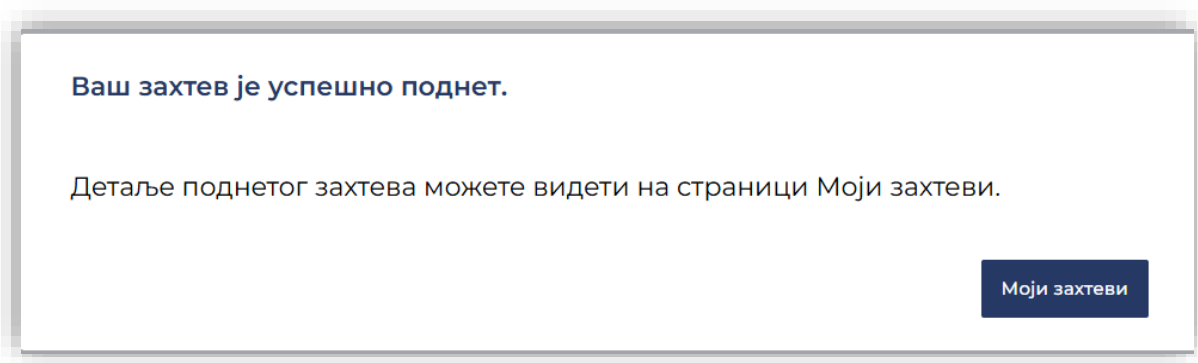 Ваш захтев је успешно поднет.
Детаље поднетог захтева можете видети на страници Моји захтеви.
Моји захтеви